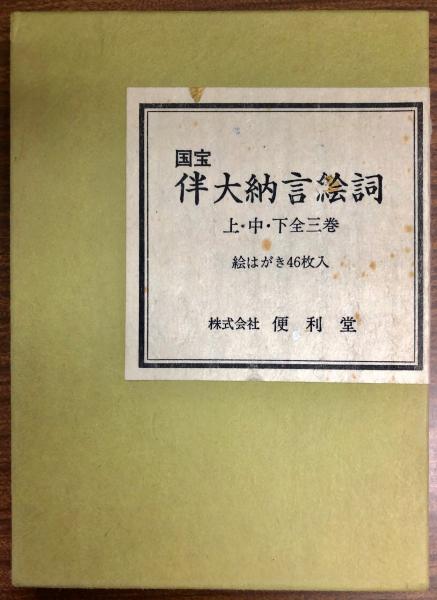 国宝
伴大納言絵詞
上・中・下全三巻
絵はがき46枚入
株式会社 便利堂